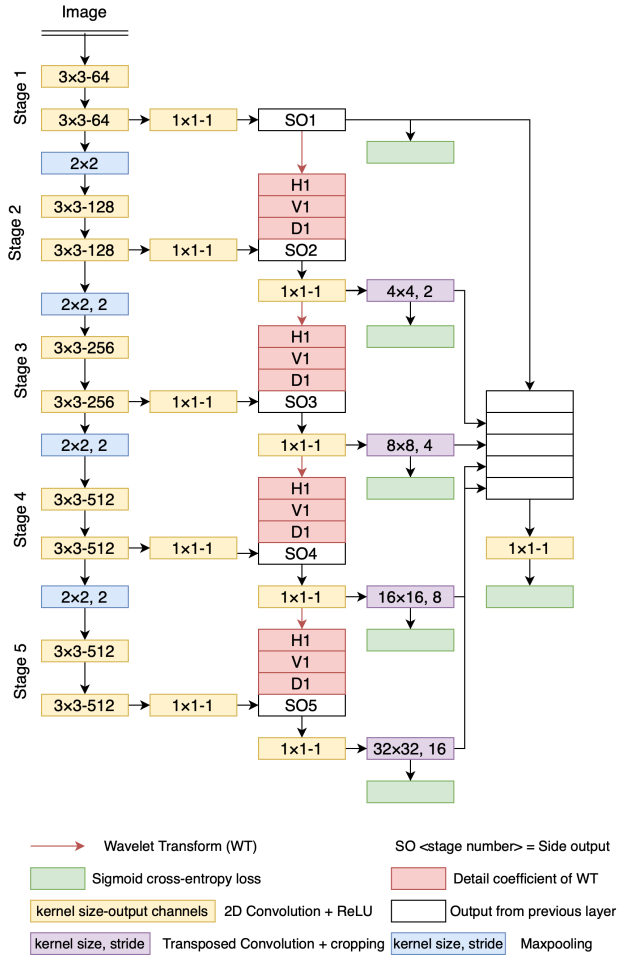 Image
Stage 1
3×3-64
3×3-64
1×1-1
SO1
2×2
H1
V1
D1
Stage 2
3×3-128
3×3-128
1×1-1
SO2
1×1-1
4×4, 2
2×2, 2
H1
V1
D1
Stage 3
3×3-256
3×3-256
1×1-1
SO3
1×1-1
8×8, 4
2×2, 2
H1
V1
D1
Stage 4
3×3-512
3×3-512
1×1-1
SO4
1×1-1
16×16, 8
1×1-1
2×2, 2
H1
V1
D1
Stage 5
3×3-512
3×3-512
1×1-1
SO5
1×1-1
32×32, 16
Wavelet Transform (WT)
SO <stage number> = Side output
Sigmoid cross-entropy loss
Detail coefficient of WT
kernel size-output channels
2D Convolution + ReLU
Output from previous layer
kernel size, stride
Transposed Convolution + cropping
kernel size, stride
Maxpooling